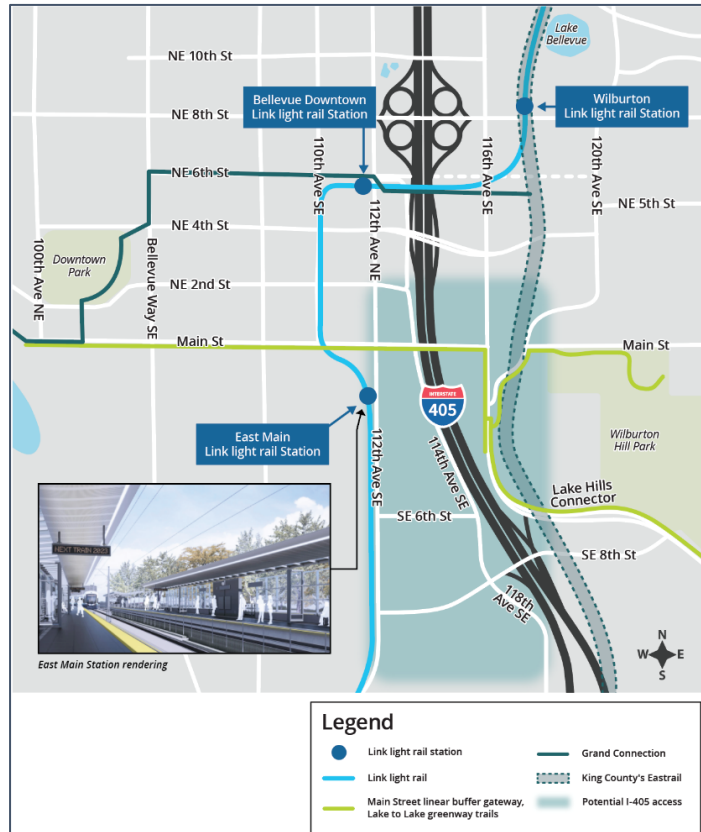 Lake
Bellevue
NE 10th St
Bellevue Downtown
Link light rail Station
Wilburton
Link light rail Station
NE 8th St
110th Ave SE
116th Ave SE
120th Ave SE
NE 6th St
112th Ave NE
NE 5th St
NE 4th St
100th Ave NE
Downtown
Park
Bellevue Way SE
NE 2nd St
Main St
Main St
INTERSTATE
405
East Main
Link light rail Station
112th Ave SE
114th Ave SE
Wilburton
Hill Park
Lake Hills
Connector
SE 6th St
SE 8th St
118th
Ave SE
NEXT TRAIN 2023
East Main Station rendering
N
W
E
S
Legend
Link light rail station
Grand Connection
Link light rail
King County's Eastrail
Main Street linear buffer gateway,
Lake to Lake greenway trails
Potential I-405 access